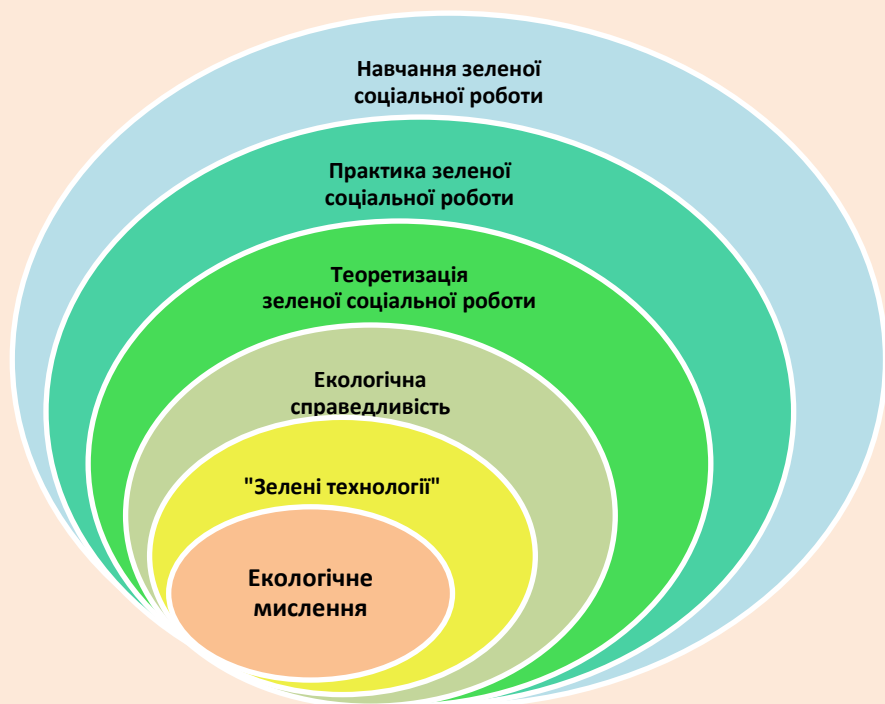 Навчання зеленої
соціальної роботи
Практика зеленої
соціальної роботи
Теоретизація
зеленої соціальної роботи
Екологічна
справедливість
"Зелені технології"
Екологічне
мислення